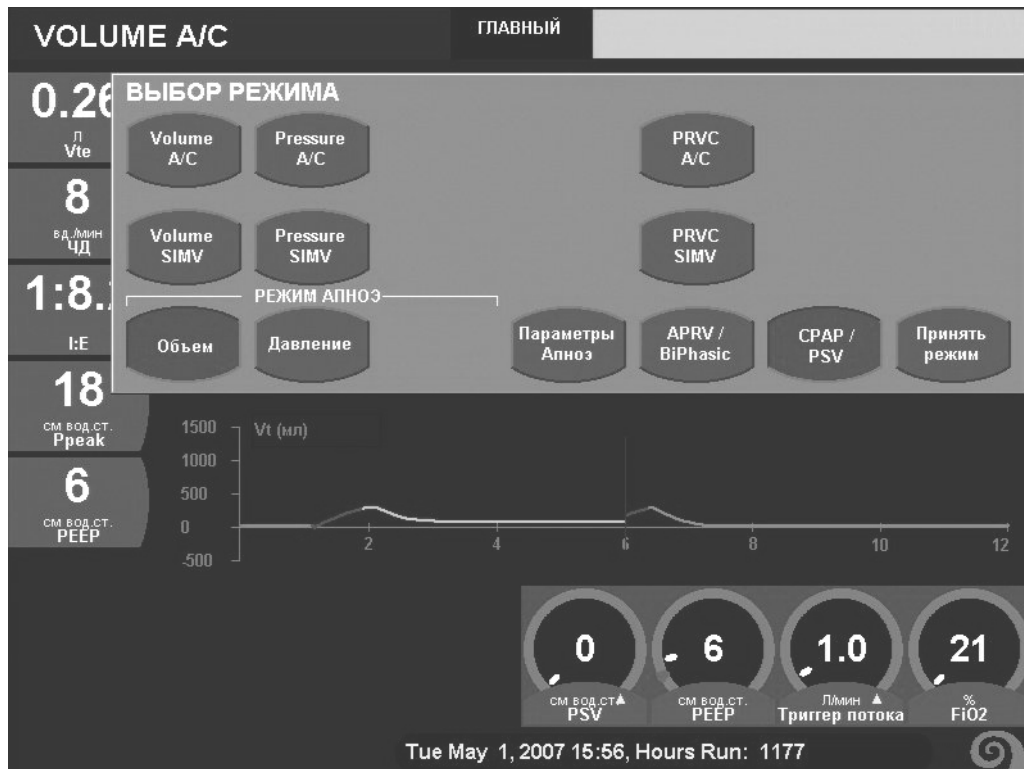 VOLUME A/C
ГЛАВНЫЙ
ВЫБОР РЕЖИМА
0.26
Л
Vte
8
вд./мин
ЧД
1:8.
I:E
18
см вод.ст.
Ppeak
6
см вод.ст.
PEEP
Volume
A/C
Pressure
A/C
PRVC
A/C
Volume
SIMV
Pressure
SIMV
PRVC
SIMV
РЕЖИМ АПНОЭ
Объем
Давление
Параметры
Апноэ
APRV /
BiPhasic
CPAP /
PSV
Принять
режим
Vt (мл)
1500
1000
500
0
-500
2
4
6
8
10
12
0
см вод.ст
PSV
6
см вод.ст.
PEEP
1.0
Л/мин
Триггер потока
21
%
FiO2
Tue May 1, 2007 15:56, Hours Run: 1177